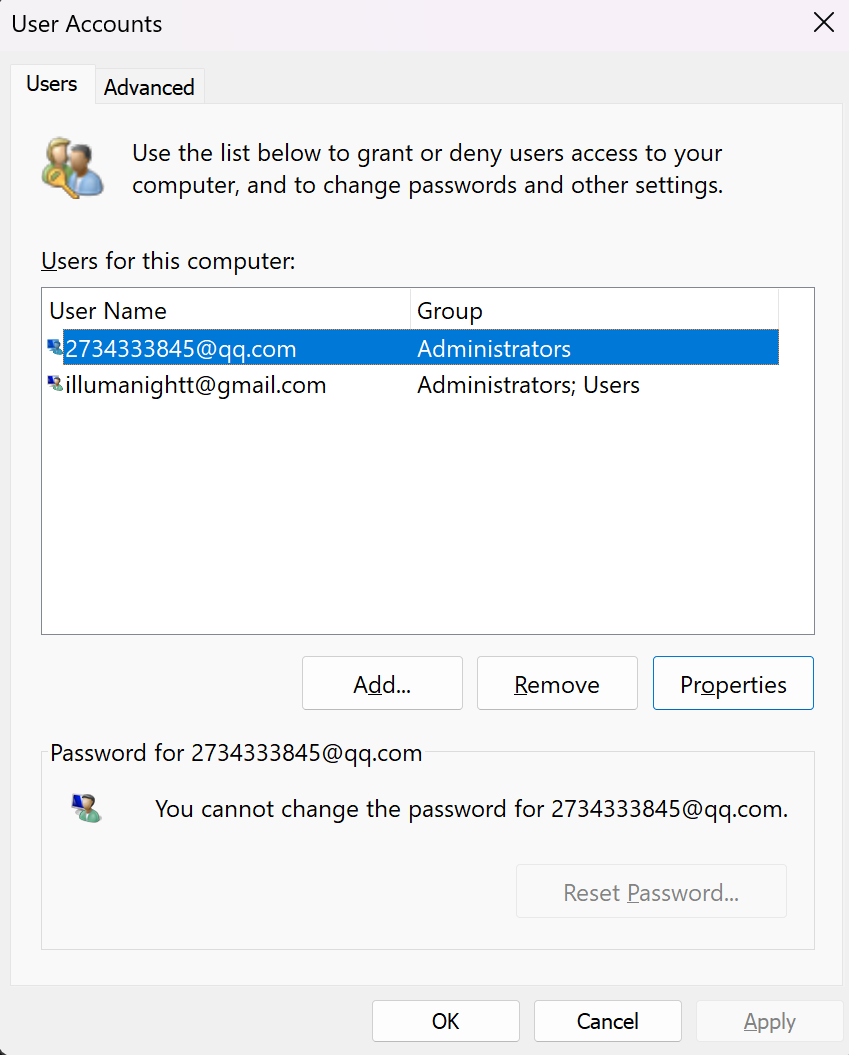 User Accounts
Users
Advanced
Use the list below to grant or deny users access to your
computer, and to change passwords and other settings.
Users for this computer:
User Name Group
2734333845@qq.com Administrators
illumanightt@gmail.com Administrators; Users
Add... Remove Properties
Password for 2734333845@qq.com
You cannot change the password for 2734333845@qq.com.
Reset Password...
OK Cancel Apply